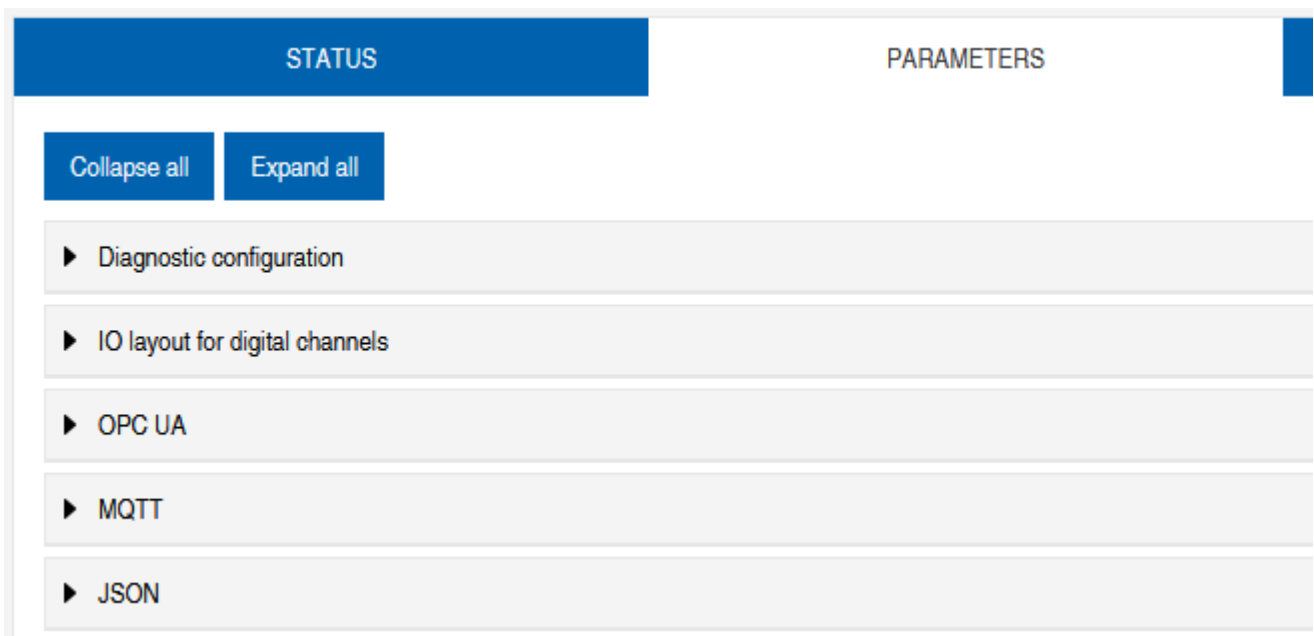 STATUS PARAMETERS
Collapse all Expand all
Diagnostic configuration
IO layout for digital channels
OPC UA
MQTT
JSON